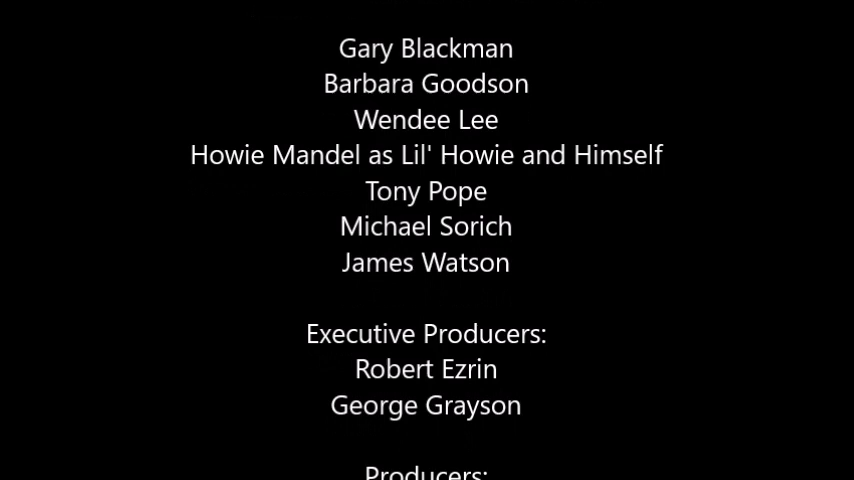 Gary Blackman
Barbara Goodson
Wendee Lee
Howie Mandel as Lil' Howie and Himself
Tony Pope
Michael Sorich
James Watson
Executive Producers:
Robert Ezrin
George Grayson
Producers: